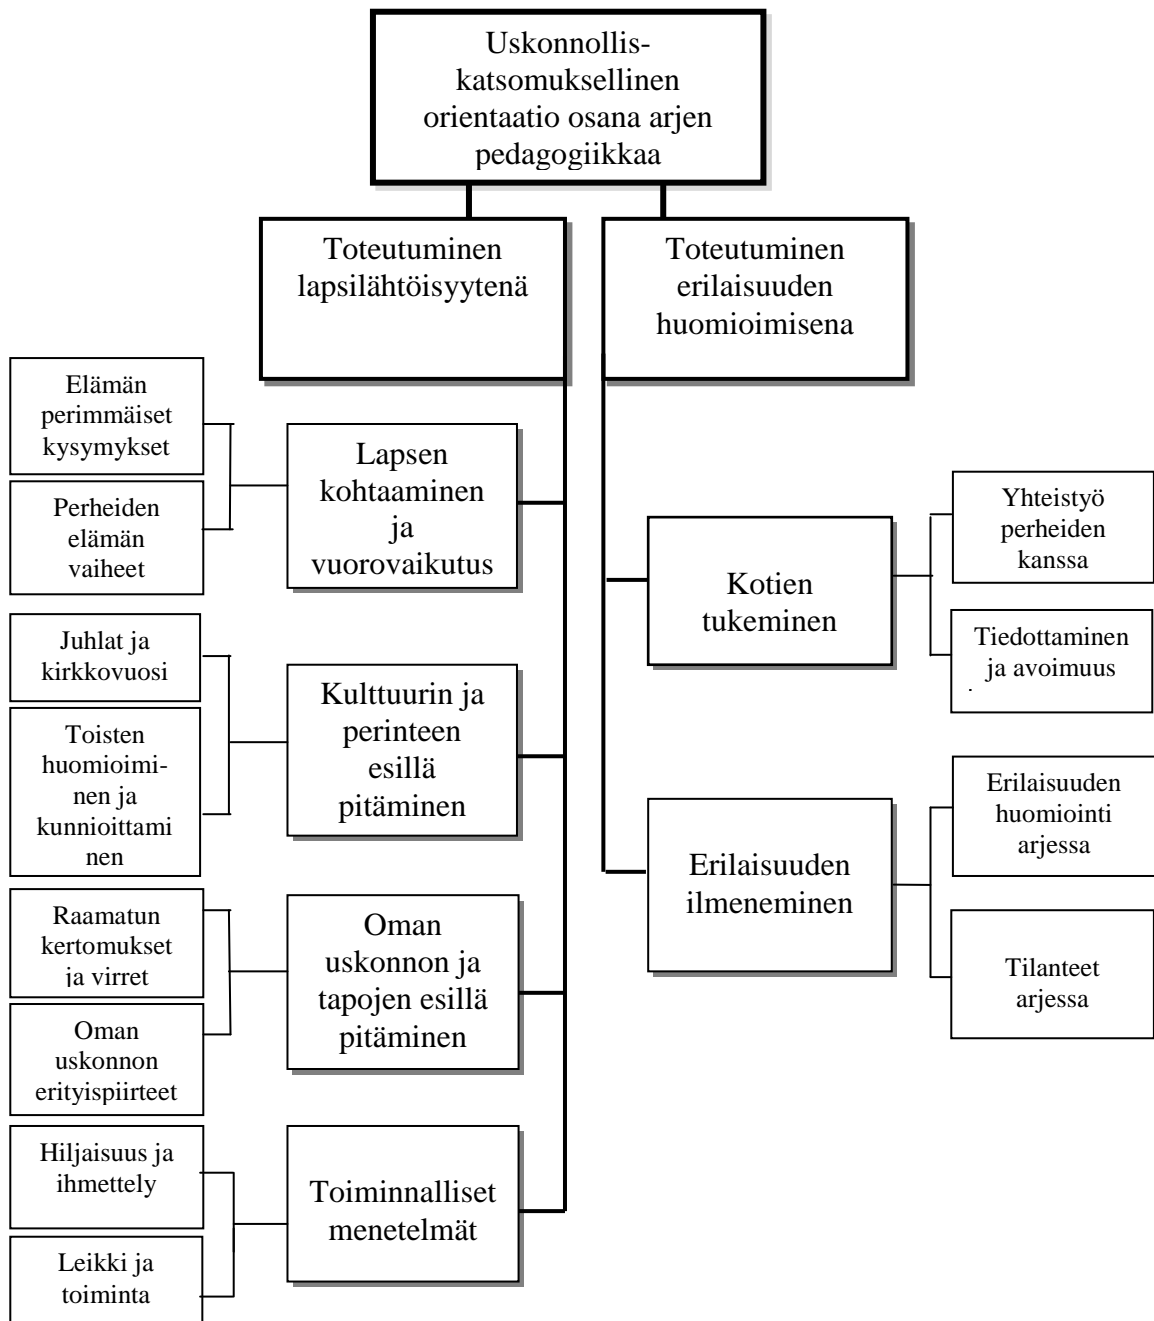 Uskonnollis-
katsomuksellinen
orientaatio osana arjen
pedagogiikkaa
Toteutuminen
lapsilähtöisyytenä
Toteutuminen
erilaisuuden
huomioimisena
Elämän
perimmäiset
kysymykset
Perheiden
elämän
vaiheet
Lapsen
kohtaaminen
ja
vuorovaikutus
Juhlat ja
kirkkovuosi
Toisten
huomioimi-
nen ja
kunnioittami
nen
Kulttuurin ja
perinteen
esillä
pitäminen
Raamatun
kertomukset
ja virret
Oman
uskonnon
erityispiirteet
Oman
uskonnon ja
tapojen esillä
pitäminen
Hiljaisuus ja
ihmettely
Leikki ja
toiminta
Toiminnalliset
menetelmät
Kotien
tukeminen
Yhteistyö
perheiden
kanssa
Tiedottaminen
ja avoimuus
.
Erilaisuuden
ilmeneminen
Erilaisuuden
huomiointi
arjessa
Tilanteet
arjessa